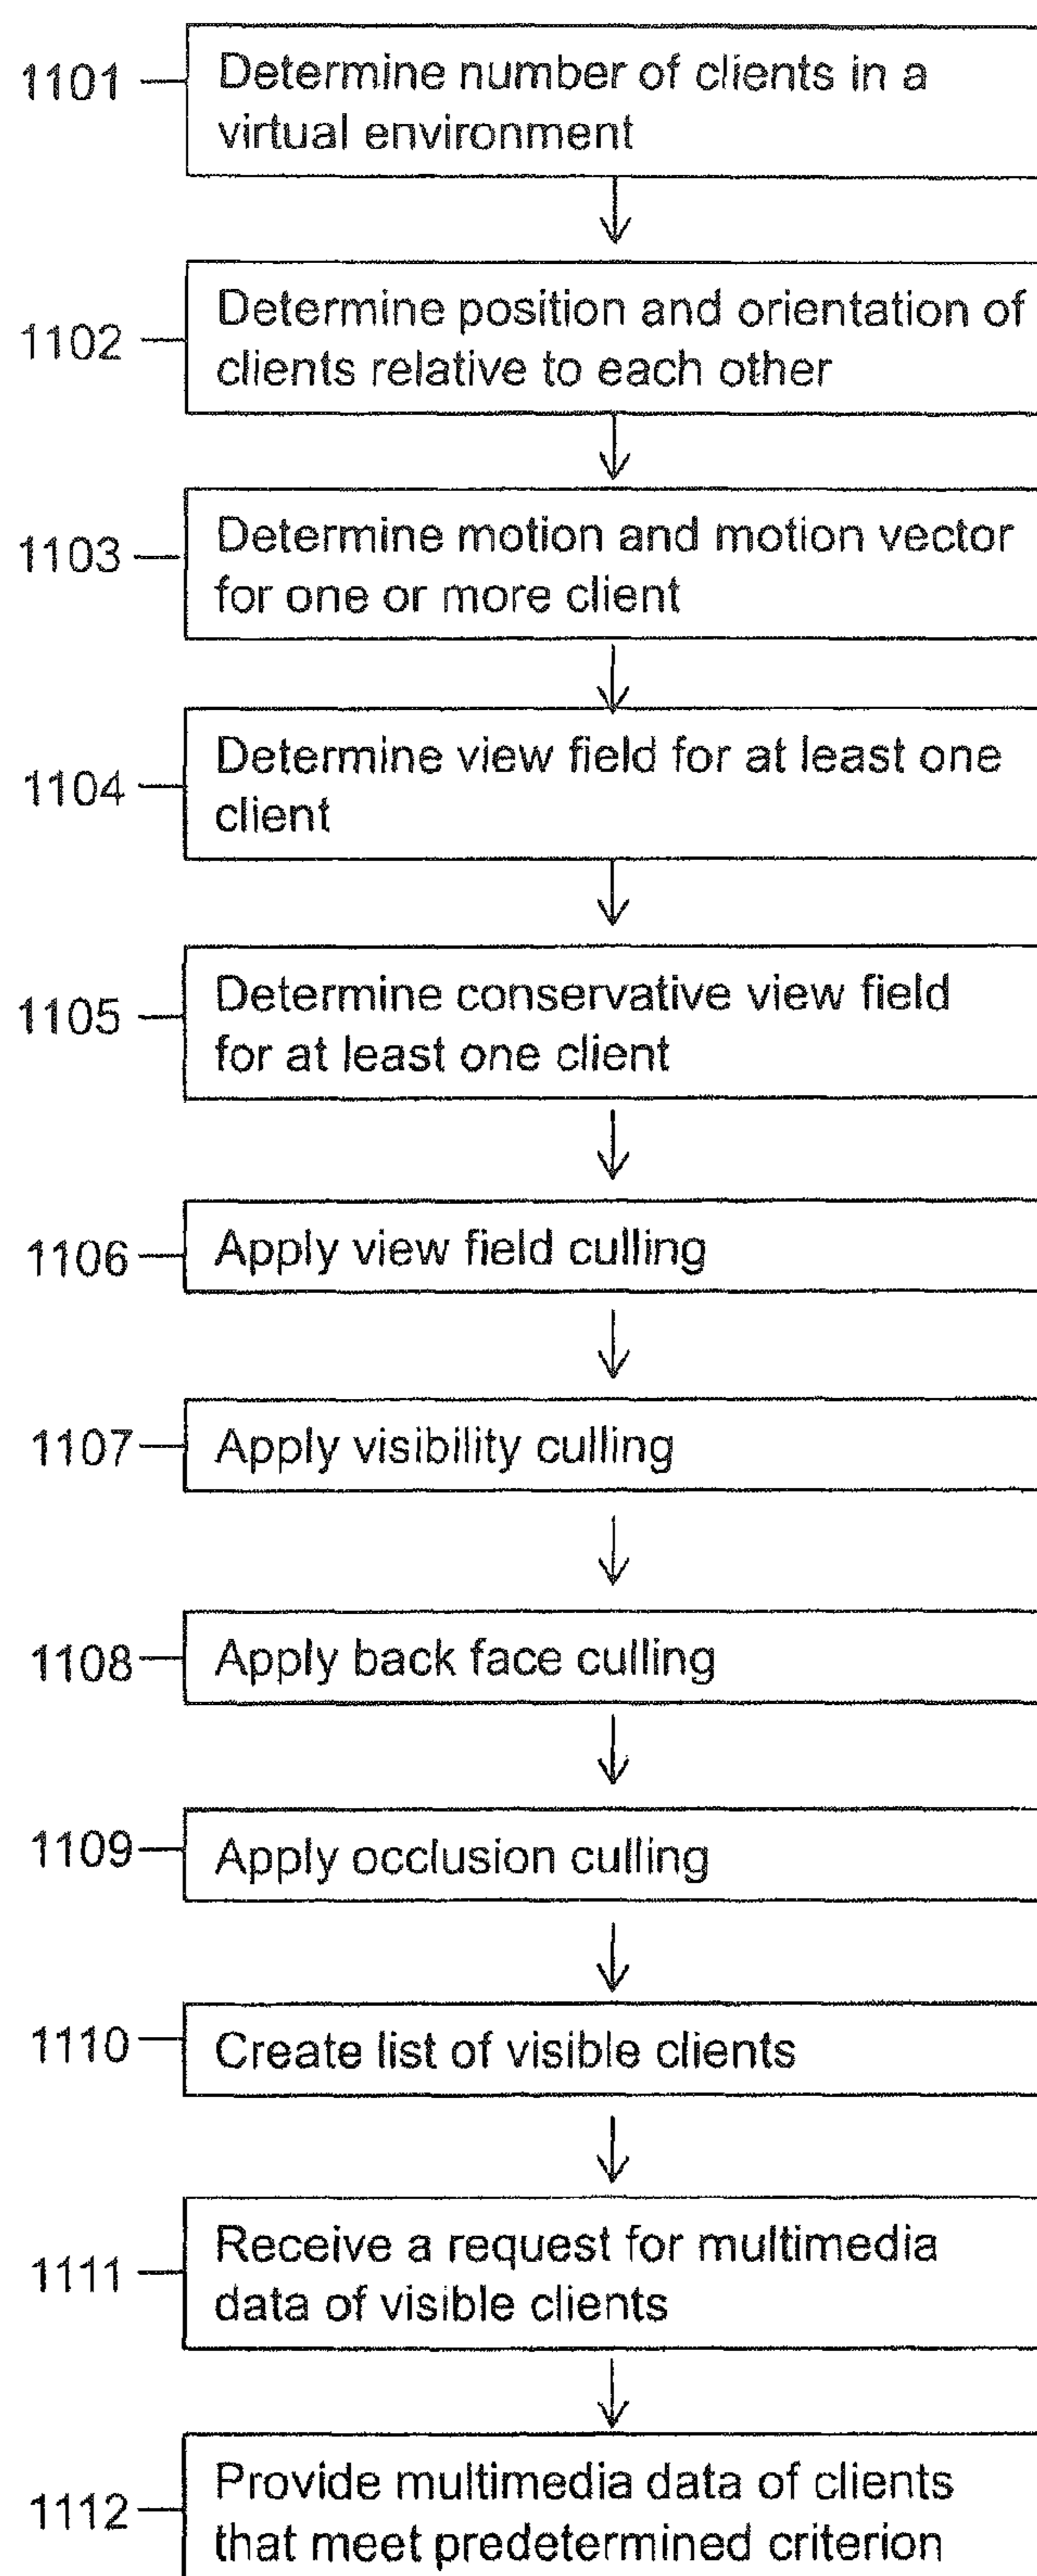 1101
Determine number of clients in a
virtual environment
1102
Determine position and orientation of
clients relative to each other
1103
Determine motion and motion vector
for one or more client
1104
Determine view field for at least one
client
1105
Determine conservative view field
for at least one client
1106
Apply view field culling
1107
Apply visibility culling
1108
Apply back face culling
1109
Apply occlusion culling
1110
Create list of visible clients
1111
Receive a request for multimedia
data of visible clients
1112
Provide multimedia data of clients
that meet predetermined criterion